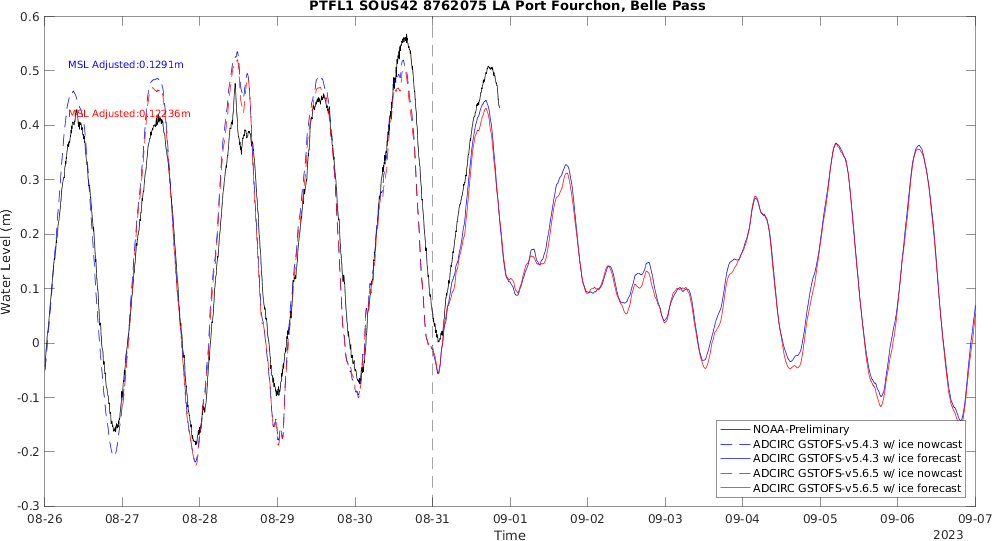 PTFL1 SOUS42 8762075 LA Port Fourchon, Belle Pass
0.6
0.5
0.4
0.3
0.2
0.1
0
-0.1
-0.2
-0.3
Water Level (m)
MSL Adjusted:0.1291m
MSL Adjusted:0.12236m
NOAA-Preliminary
ADCIRC GSTOFS-v5.4.3 w/ ice nowcast
ADCIRC GSTOFS-v5.4.3 w/ ice forecast
ADCIRC GSTOFS-v5.6.5 w/ ice nowcast
ADCIRC GSTOFS-v5.6.5 w/ ice forecast
08-26 08-27 08-28 08-29 08-30 08-31 09-01 09-02 09-03 09-04 09-05 09-06 09-07
Time
2023